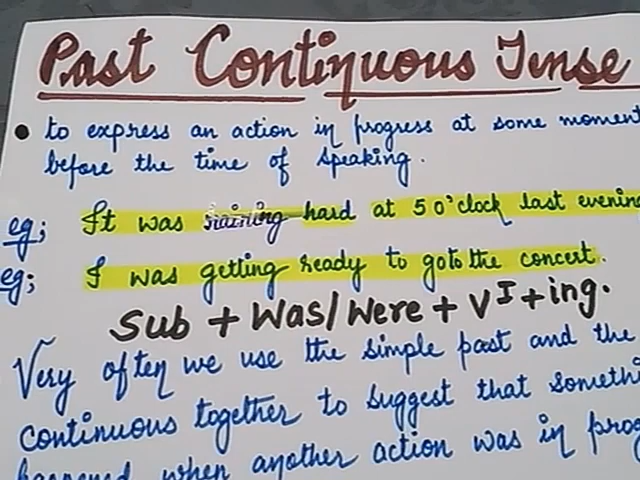 Past Continuous Tense
• to express an action in progress at some moment
before the time of speaking.
eg; It was raining hard at 5 o'clock last evening
eg; I was getting ready to go to the concert.
Sub + Was/Were + V I + ing.
Very often we use the simple past and the
continuous together to suggest that somethi
happened when another action was in prog